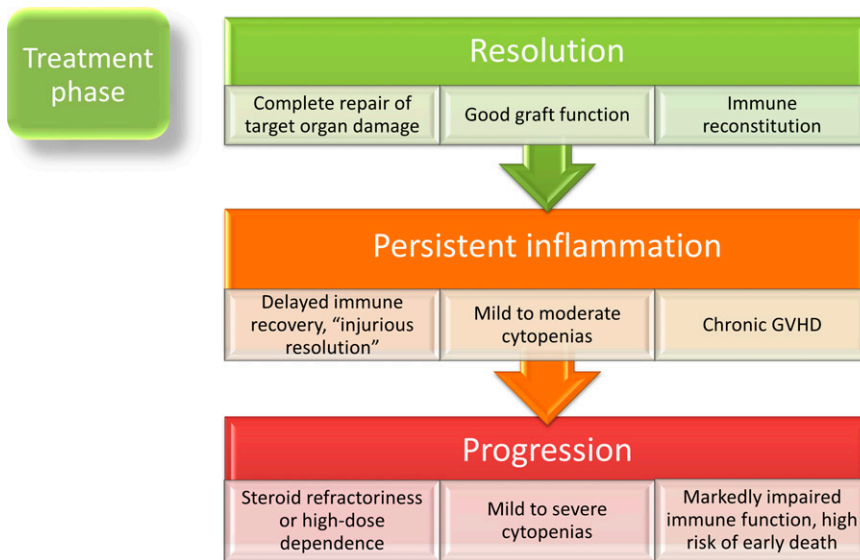 Treatment
phase
Resolution
Complete repair of
target organ damage
Good graft function
Immune
reconstitution
Persistent inflammation
Delayed immune
recovery, “injurious
resolution”
Mild to moderate
cytopenias
Chronic GVHD
Progression
Steroid refractoriness
or high-dose
dependence
Mild to severe
cytopenias
Markedly impaired
immune function, high
risk of early death